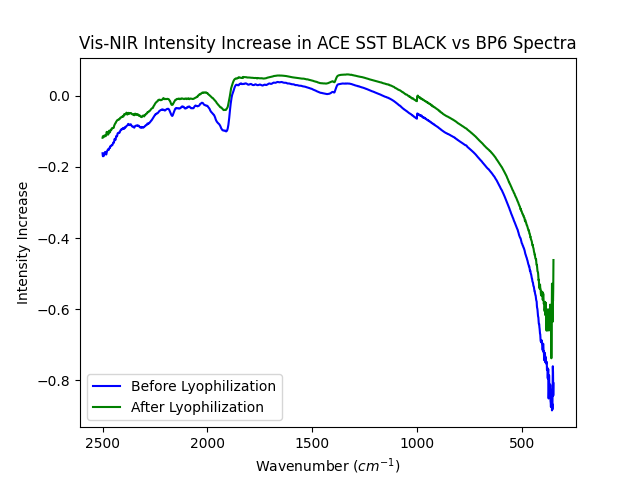 Vis-NIR Intensity Increase in ACE SST BLACK vs BP6 Spectra
Intensity Increase
0.0
−0.2
−0.4
−0.6
−0.8
Before Lyophilization
After Lyophilization
2500 2000 1500 1000 500
Wavenumber (cm⁻¹)